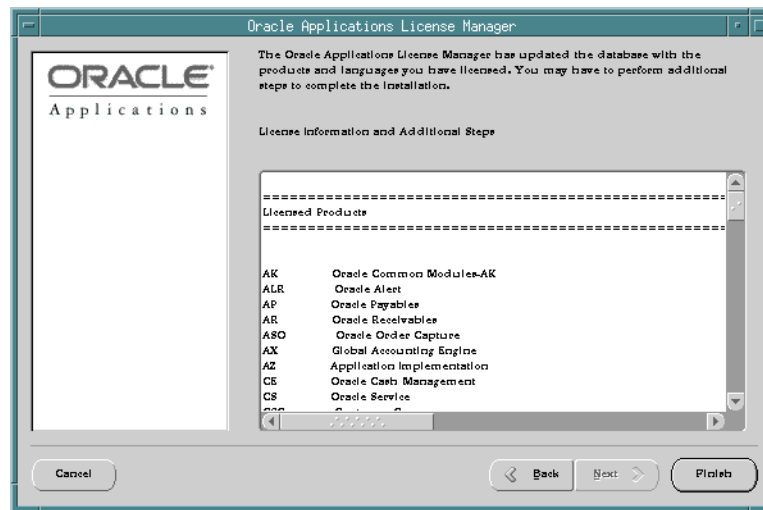 Oracle Applications License Manager
ORACLE®
Applications
The Oracle Applications License Manager has updated the database with the
products and languages you have licensed. You may have to perform additional
steps to complete the installation.
License Information and Additional Steps
====================================================
Licensed Products
====================================================
AK Oracle Common Modules-AK
ALR Oracle Alert
AP Oracle Payables
AR Oracle Receivables
ASO Oracle Order Capture
AX Global Accounting Engine
AZ Application Implementation
CE Oracle Cash Management
CS Oracle Service
Cancel
Back
Next
Finish